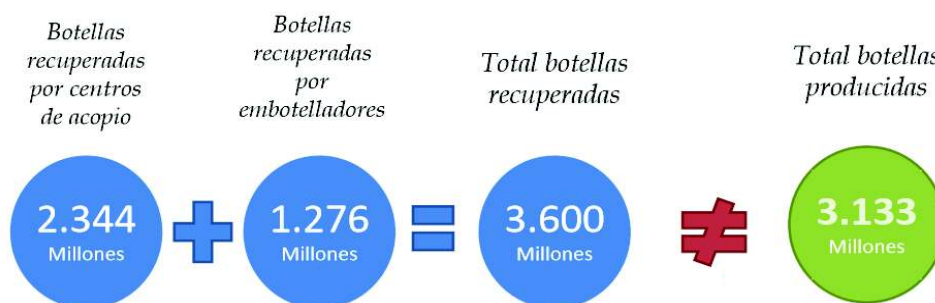 Botellas
recuperadas
por centros
de acopio
Botellas
recuperadas
por
embotelladores
Total botellas
recuperadas
Total botellas
producidas
2.344
Millones
+
1.276
Millones
=
3.600
Millones
≠
3.133
Millones